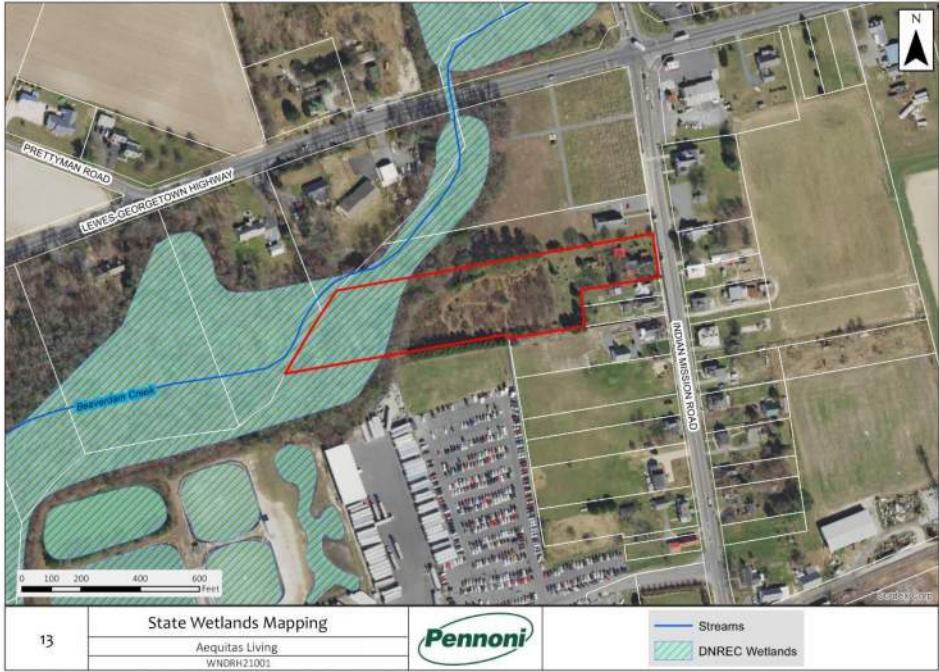 N
PRETTYMAN ROAD
LEWES-GEORGETOWN HIGHWAY
INDIAN MISSION ROAD
Beaverdam Creek
0 100 200 400 600
Feet
13
State Wetlands Mapping
Aequitas Living
WNDRH21001
Pennoni
Streams
DNREC Wetlands